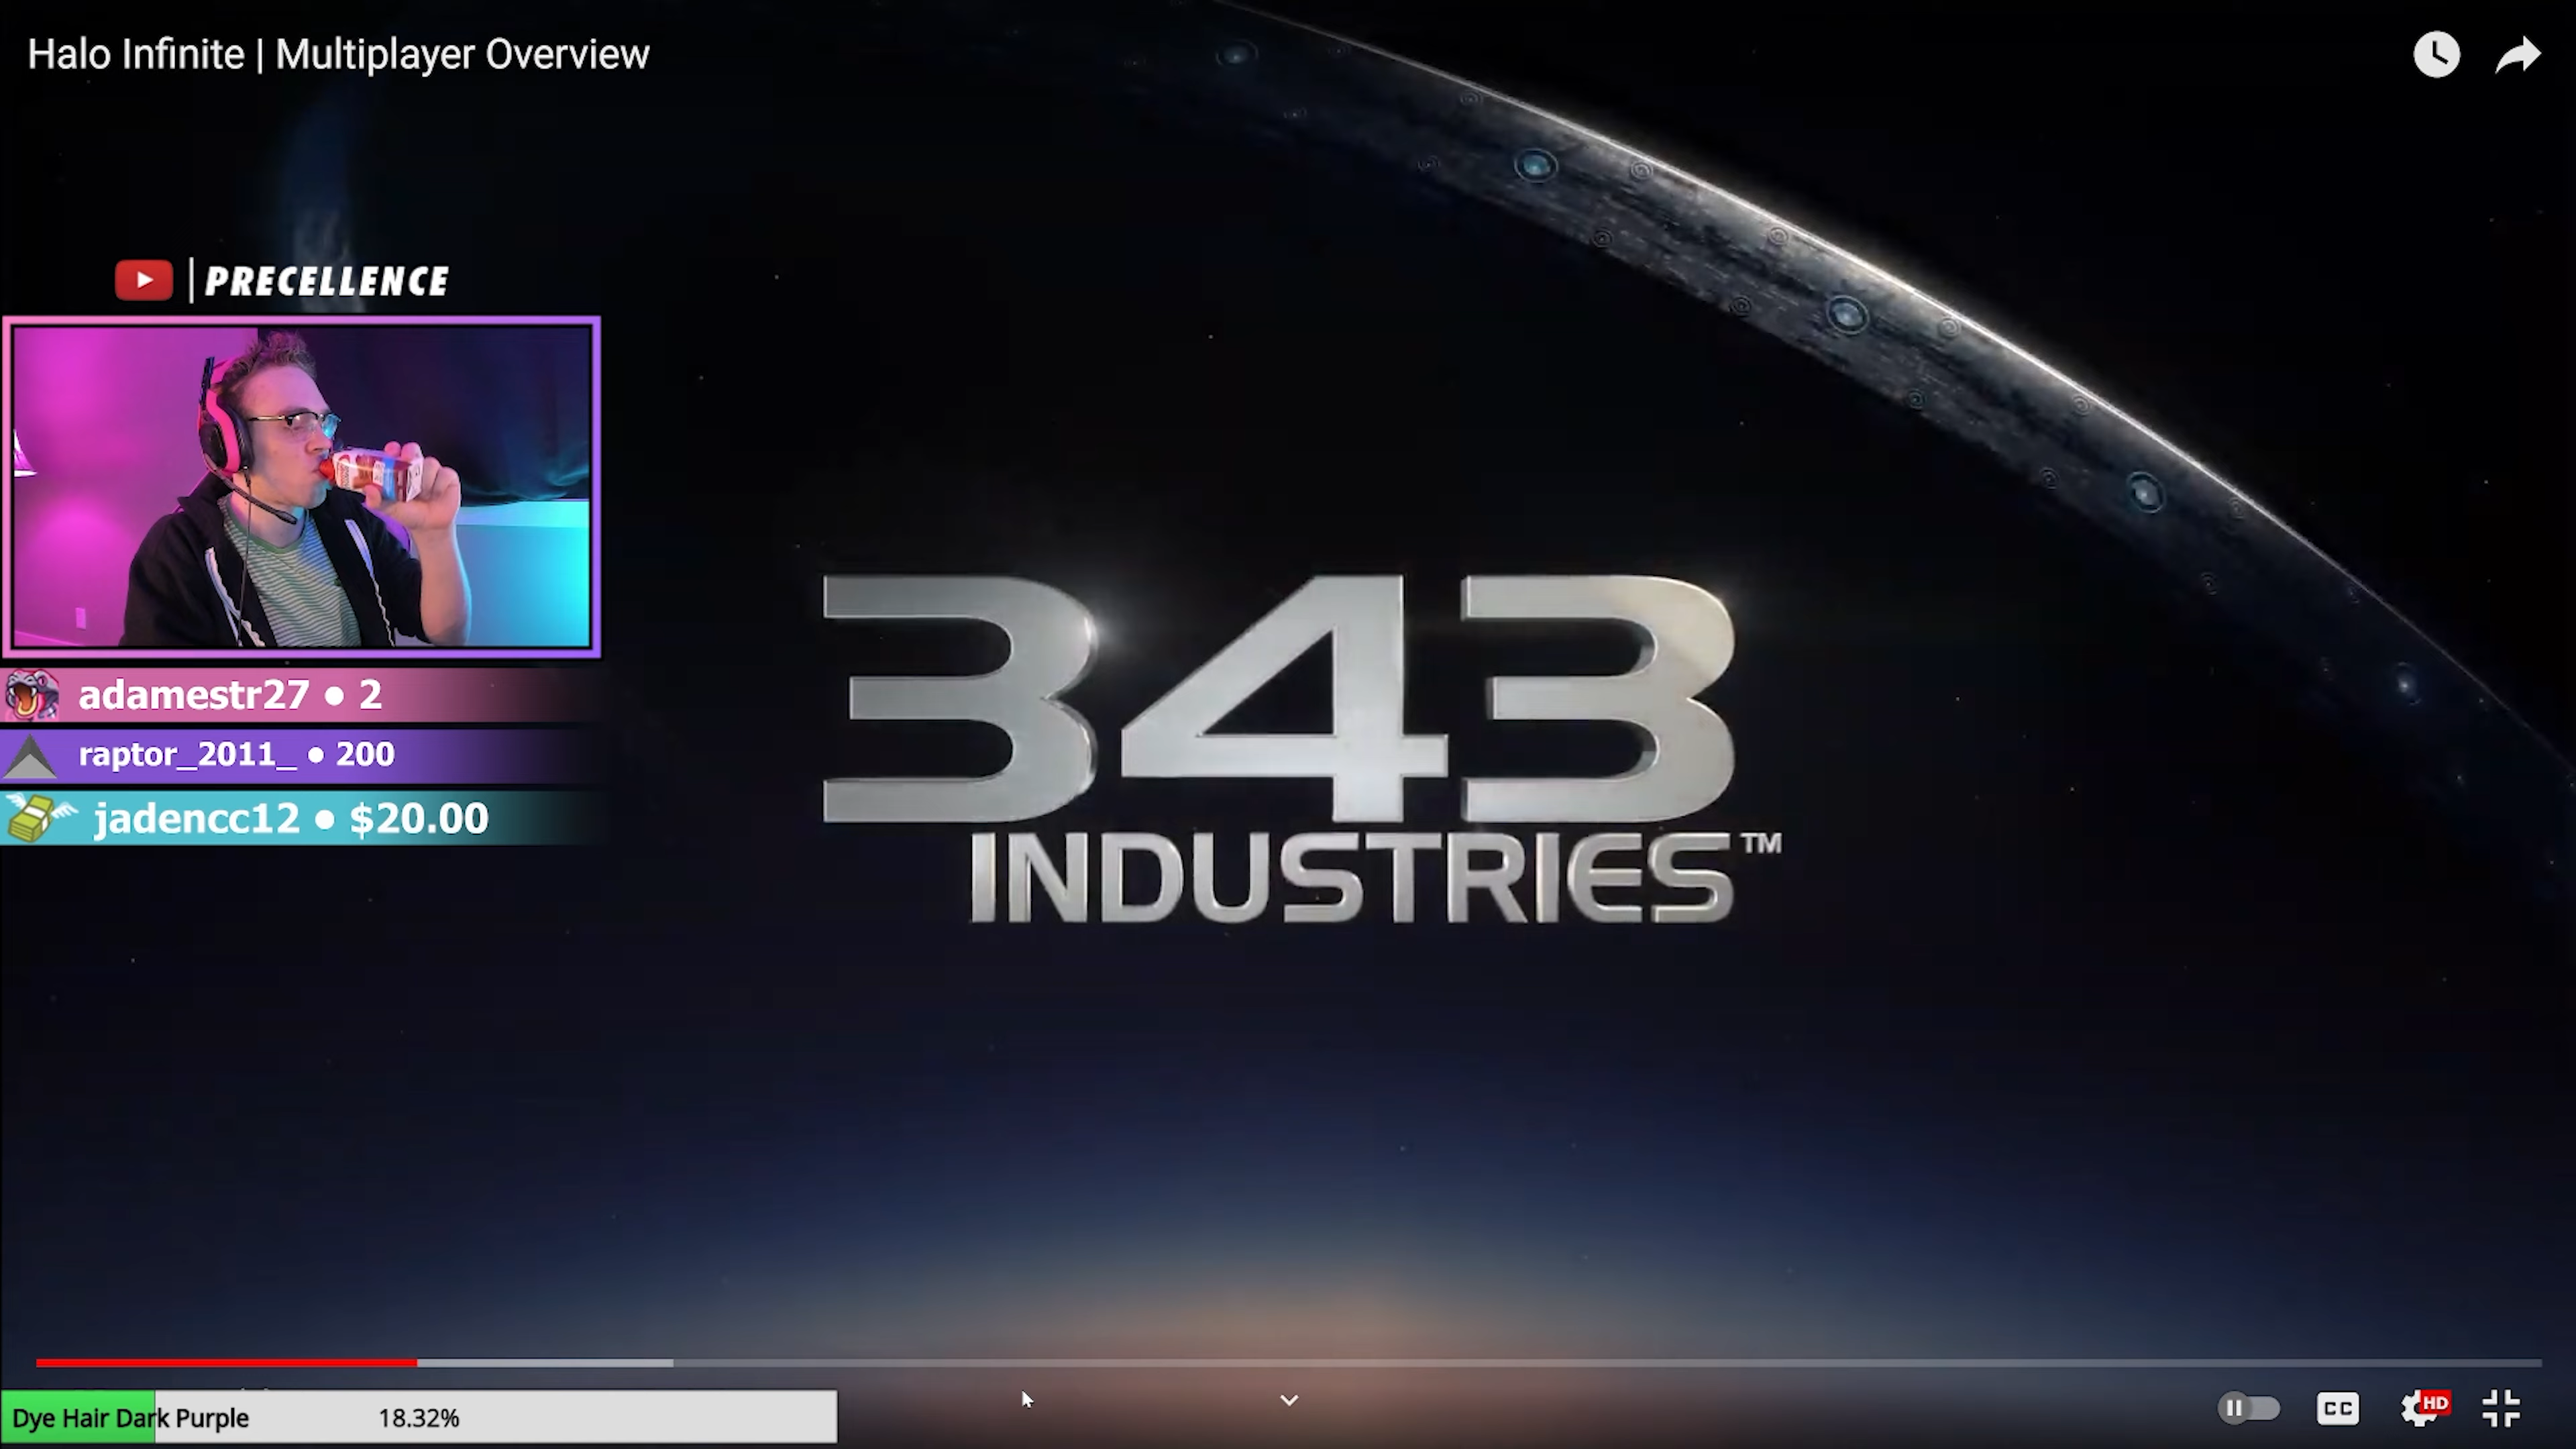 Halo Infinite | Multiplayer Overview
PRECELLENCE
adamestr27 • 2
raptor_2011_ • 200
jadencc12 • $20.00
343
INDUSTRIES™
Dye Hair Dark Purple 18.32%
CC
HD